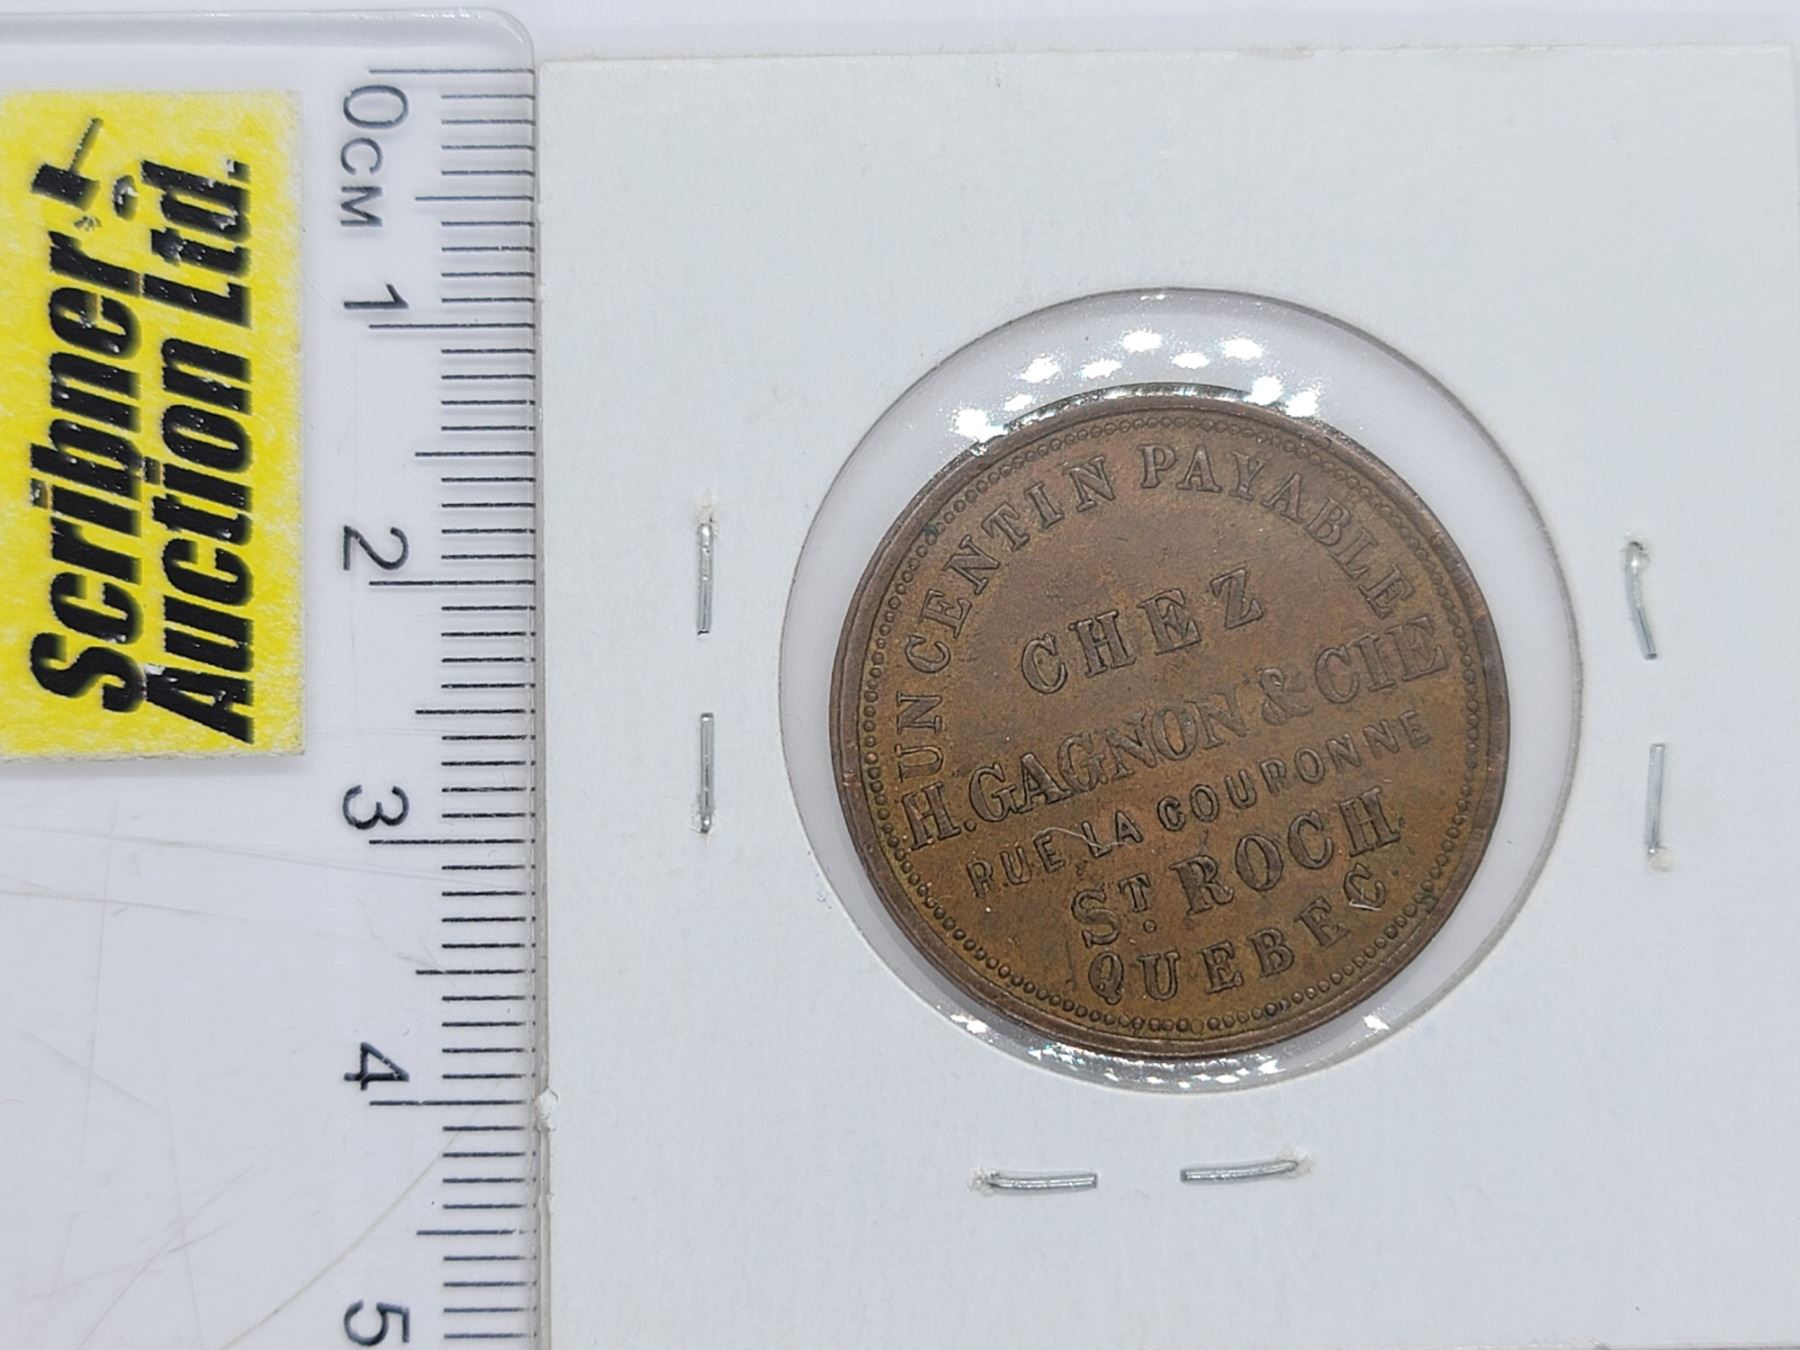 Scribner
Auction Ltd.
0CM
1
2
3
4
5
UN CENTIN PAYABLE
CHEZ
H. GAGNON & CIE
RUE LA COURONNE
ST. ROCH.
QUEBEC.